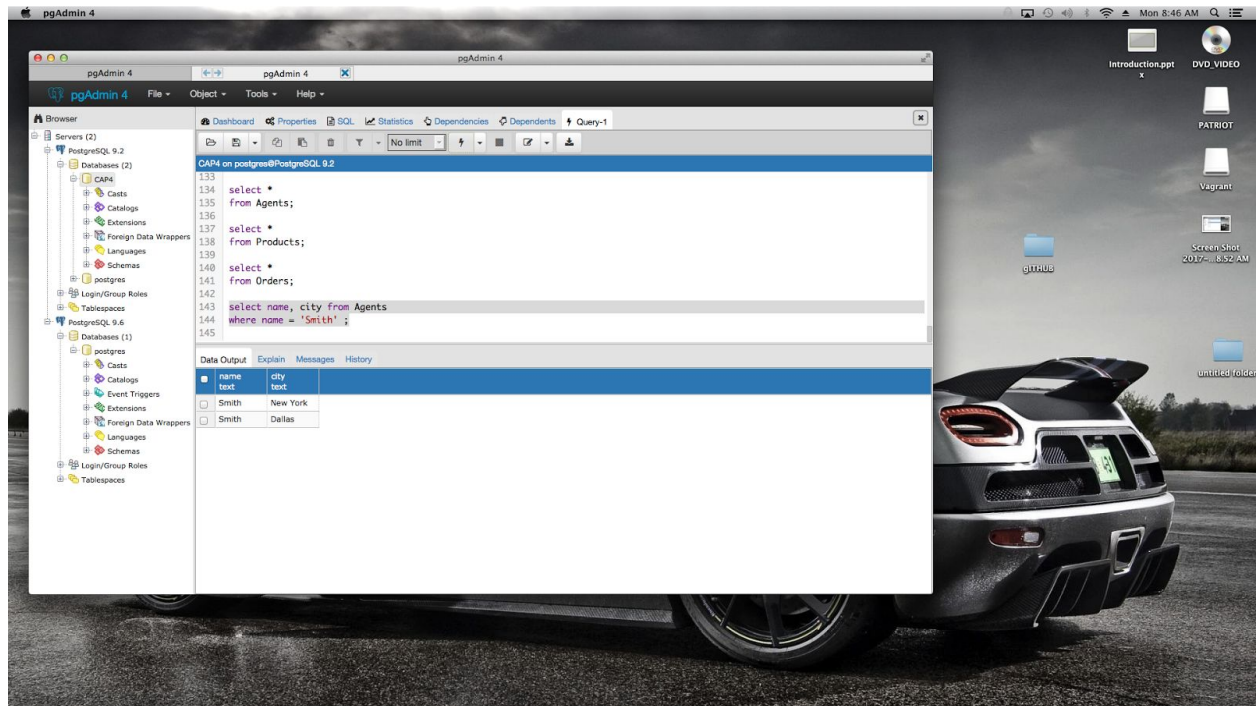 pgAdmin 4
Mon 8:46 AM
pgAdmin 4
pgAdmin 4
pgAdmin 4
pgAdmin 4
File
Object
Tools
Help
Browser
Servers (2)
PostgreSQL 9.2
Databases (2)
CAP4
Casts
Catalogs
Extensions
Foreign Data Wrappers
Languages
Schemas
postgres
Login/Group Roles
Tablespaces
PostgreSQL 9.6
Databases (1)
postgres
Casts
Catalogs
Event Triggers
Extensions
Foreign Data Wrappers
Languages
Schemas
Login/Group Roles
Tablespaces
Dashboard
Properties
SQL
Statistics
Dependencies
Dependents
Query-1
No limit
CAP4 on postgres@PostgreSQL 9.2
133
134 select *
135 from Agents;
136
137 select *
138 from Products;
139
140 select *
141 from Orders;
142
143 select name, city from Agents
144 where name = 'Smith' ;
145
Data Output Explain Messages History
name city
text text
Smith New York
Smith Dallas
Introduction.ppt
x
DVD_VIDEO
PATRIOT
Vagrant
Screen Shot
2017-...8.52 AM
gITHUB
untitled folder